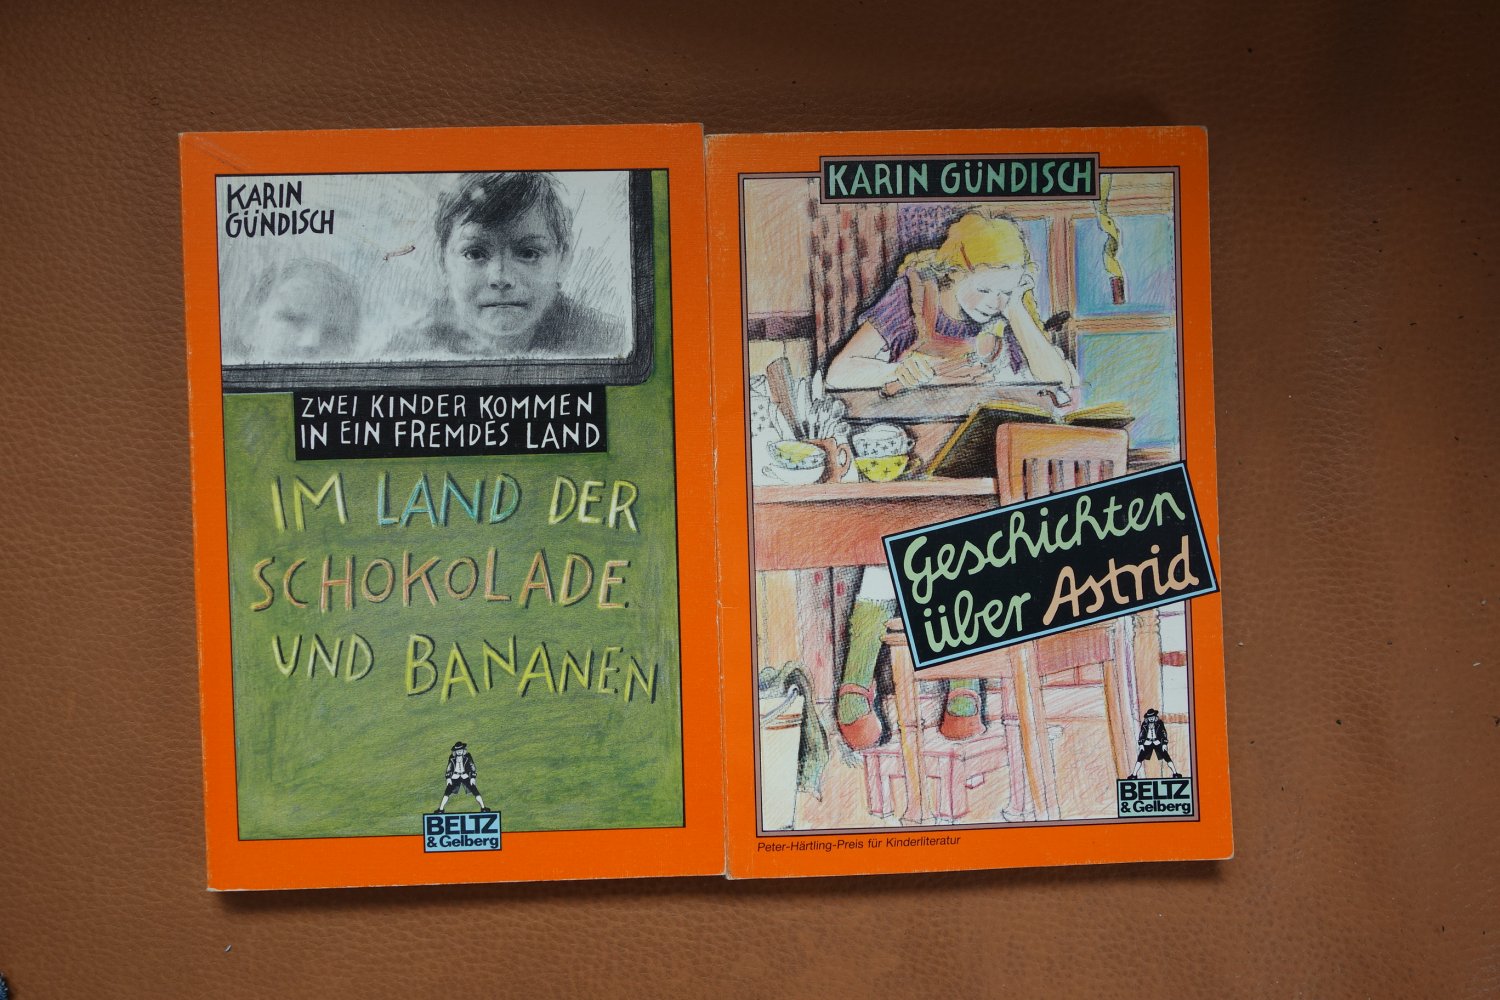 KARIN
GÜNDISCH
ZWEI KINDER KOMMEN
IN EIN FREMDES LAND
IM LAND DER
SCHOKOLADE
UND BANANEN
BELTZ
& Gelberg
KARIN GÜNDISCH
Geschichten
über Astrid
BELTZ
& Gelberg
Peter-Härtling-Preis für Kinderliteratur